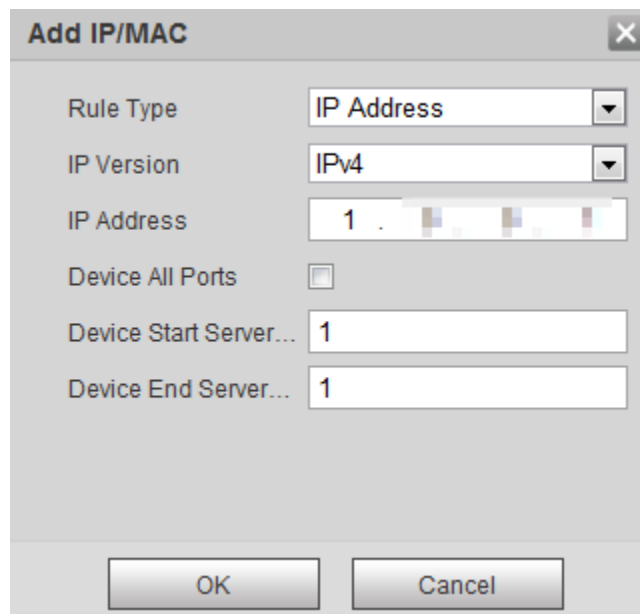 Add IP/MAC
Rule Type IP Address
IP Version IPv4
IP Address 1 .
Device All Ports
Device Start Server... 1
Device End Server... 1
OK Cancel